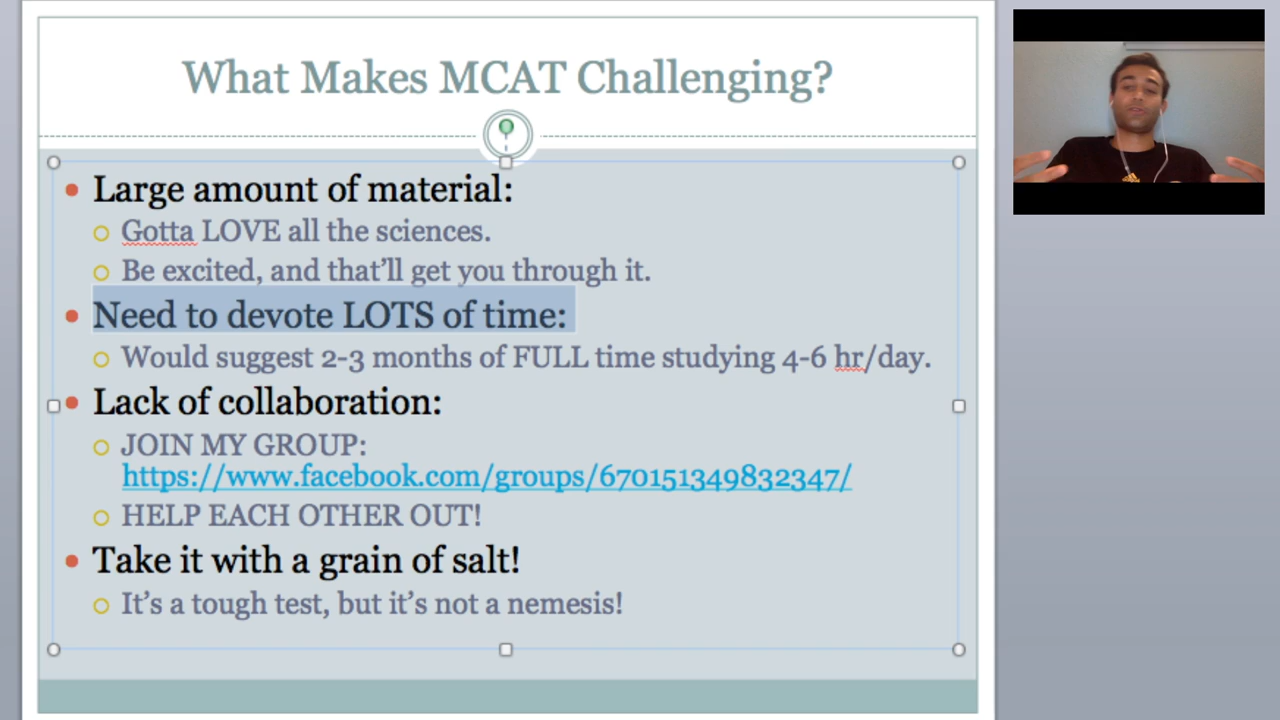 What Makes MCAT Challenging?
Large amount of material:
Gotta LOVE all the sciences.
Be excited, and that’ll get you through it.
Need to devote LOTS of time:
Would suggest 2-3 months of FULL time studying 4-6 hr/day.
Lack of collaboration:
JOIN MY GROUP:
https://www.facebook.com/groups/670151349832347/
HELP EACH OTHER OUT!
Take it with a grain of salt!
It’s a tough test, but it’s not a nemesis!